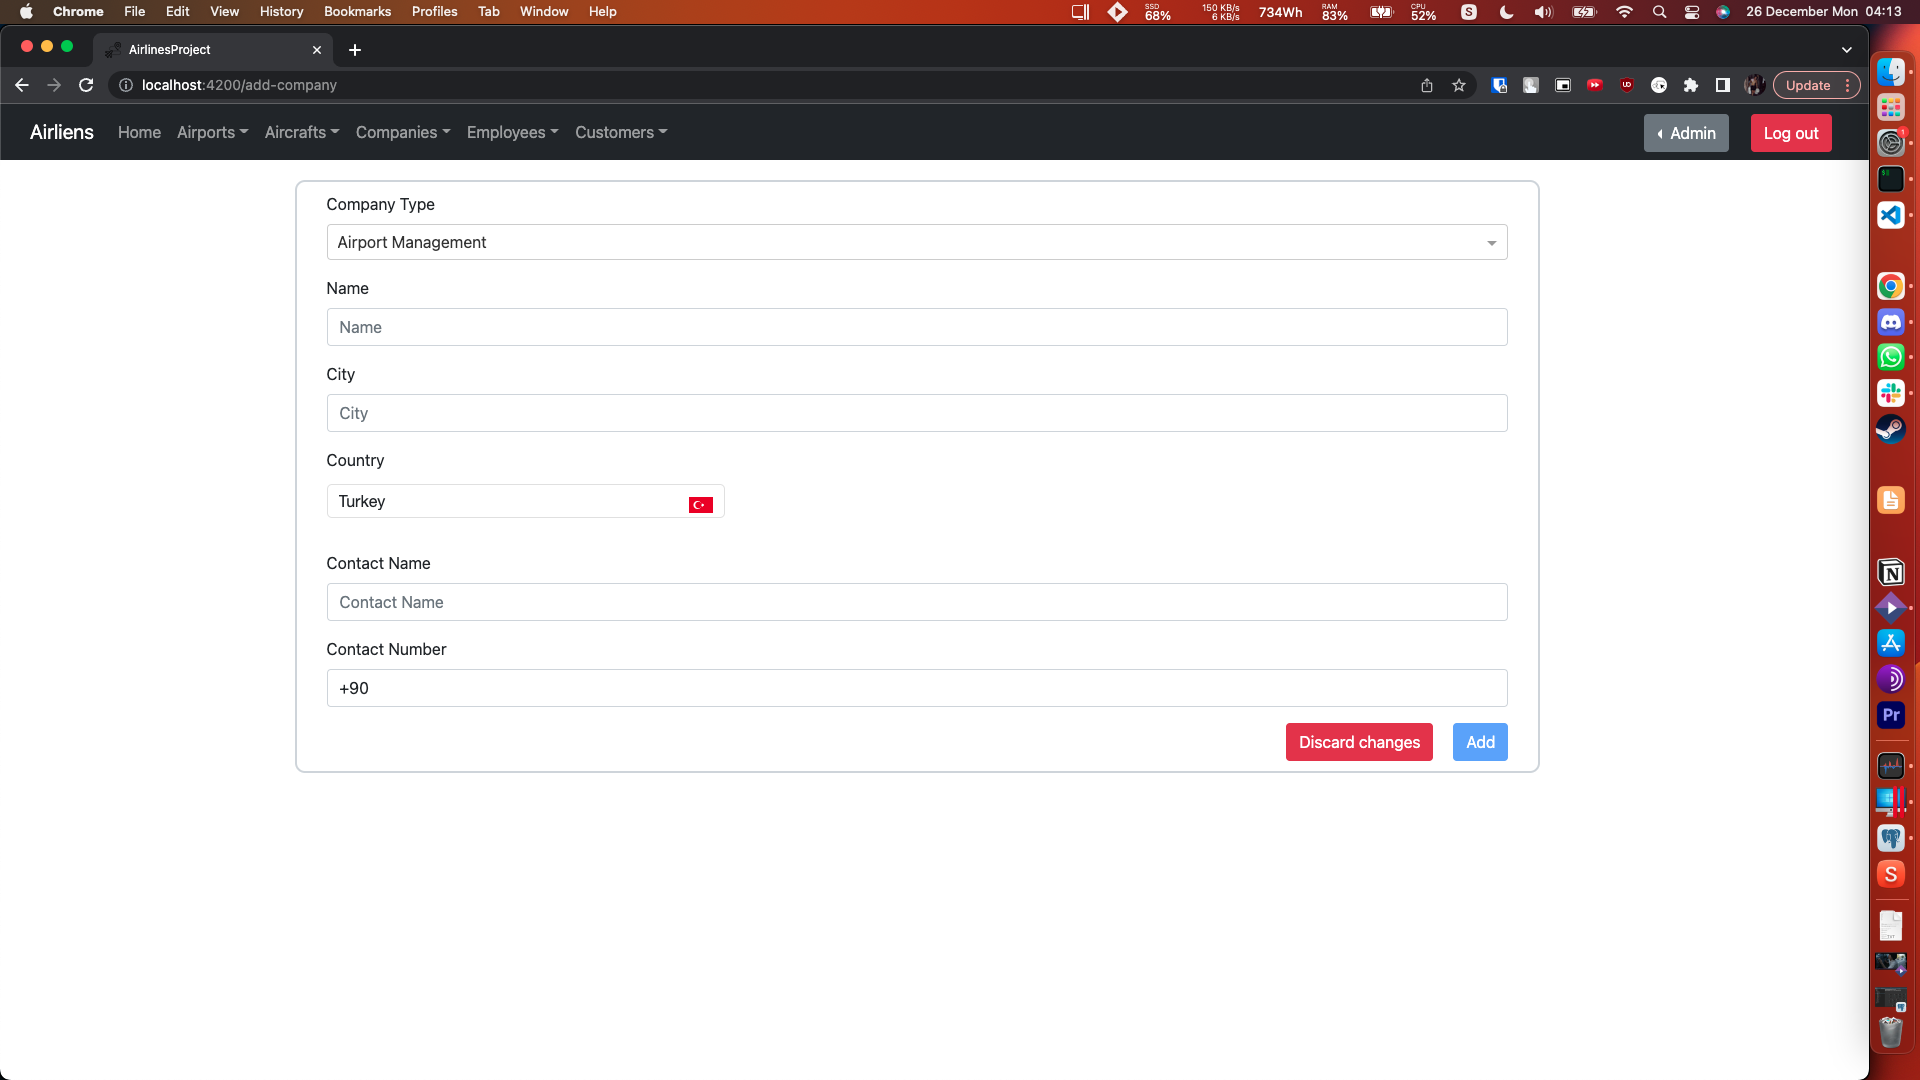 Chrome File Edit View History Bookmarks Profiles Tab Window Help
SSD 68% 150 KB/s 6 KB/s 734Wh RAM 83% CPU 52% S 26 December Mon 04:13
AirlinesProject
localhost:4200/add-company
Update
Airliens Home Airports Aircrafts Companies Employees Customers Admin Log out
Company Type
Airport Management
Name
Name
City
City
Country
Turkey
Contact Name
Contact Name
Contact Number
+90
Discard changes Add
Pr
S